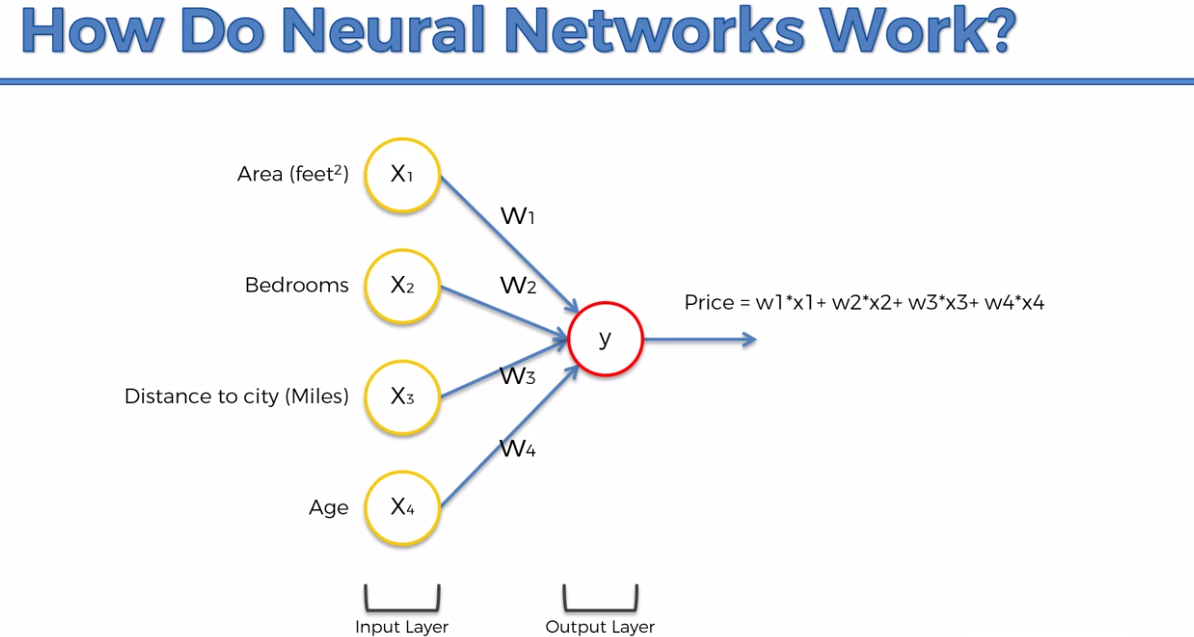 How Do Neural Networks Work?
Area (feet²)
X1
W1
Bedrooms
X2
W2
Price = w1*x1+ w2*x2+ w3*x3+ w4*x4
y
W3
Distance to city (Miles)
X3
W4
Age
X4
Input Layer
Output Layer